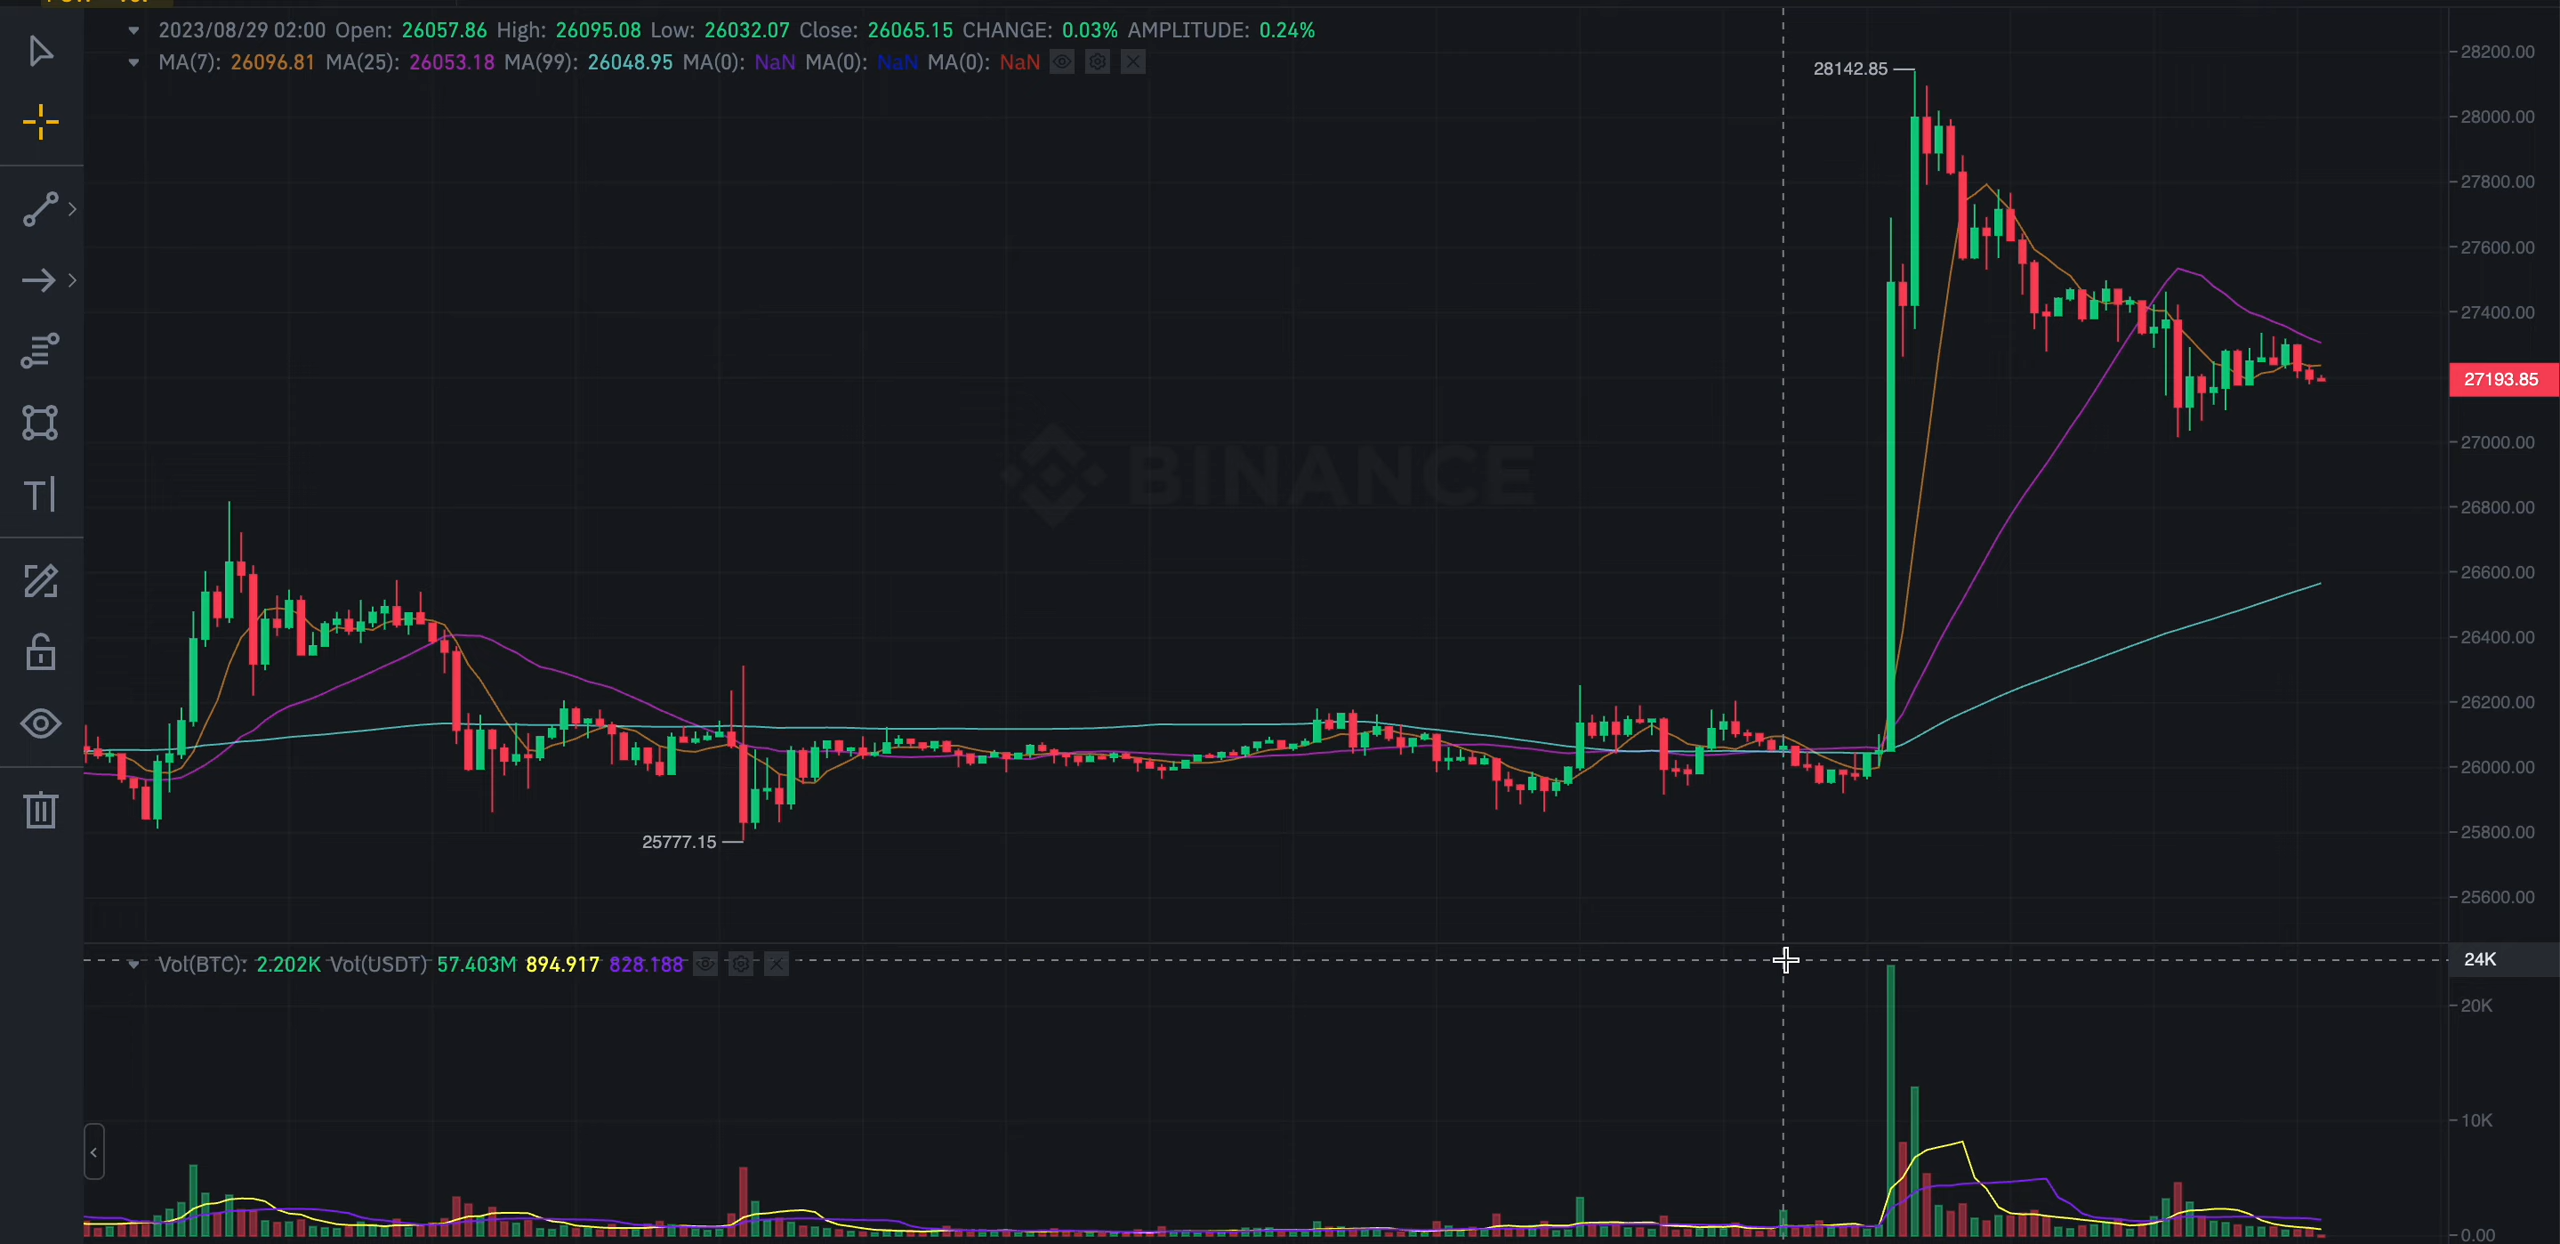 2023/08/29 02:00 Open: 26057.86 High: 26095.08 Low: 26032.07 Close: 26065.15 CHANGE: 0.03% AMPLITUDE: 0.24%
MA(7): 26096.81 MA(25): 26053.18 MA(99): 26048.95 MA(0): NaN MA(0): NaN MA(0): NaN
28142.85
28200.00
28000.00
27800.00
27600.00
27400.00
27193.85
27000.00
26800.00
26600.00
26400.00
26200.00
26000.00
25800.00
25600.00
BINANCE
25777.15
Vol(BTC): 2.202K Vol(USDT) 57.403M 894.917 828.188
24K
20K
10K
0.00